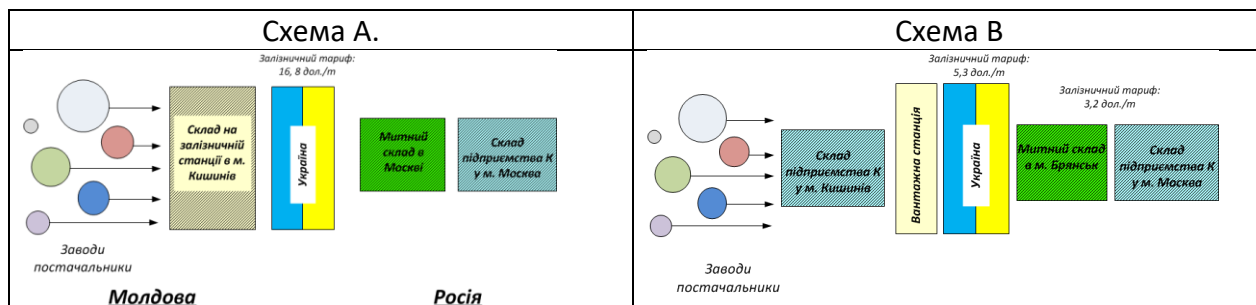 Схема А.
Залізничний тариф:
16, 8 дол./т
Склад на
залізничній
станції в м.
Кишинів
Україна
Митний
склад в
Москві
Склад
підприємства К
у м. Москва
Заводи
постачальники
Молдова
Росія
Схема В
Залізничний тариф:
5,3 дол./т
Залізничний тариф:
3,2 дол./т
Склад
підприємства К
у м. Кишинів
Вантажна станція
Україна
Митний склад
в м. Брянськ
Склад
підприємства К
у м. Москва
Заводи
постачальники